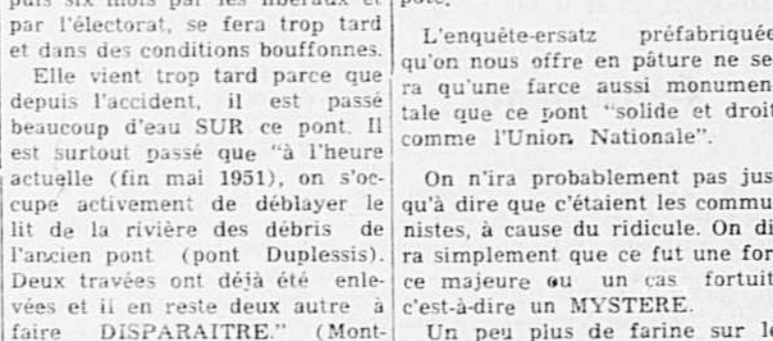 puis six mois par les libéraux et
par l'électorat, se fera trop tard
et dans des conditions bouffonnes.
Elle vient trop tard parce que
depuis l'accident, il est passé
beaucoup d'eau SUR ce pont. Il
est surtout passé que "à l'heure
actuelle (fin mai 1951), on s'oc-
cupe activement de déblayer le
lit de la rivière des débris de
l'ancien pont (pont Duplessis).
Deux travées ont déjà été enle-
vées et il en reste deux autre à
faire DISPARAITRE." (Mont-
L'enquête-ersatz préfabriquée
qu'on nous offre en pâture ne se-
ra qu'une farce aussi monumen-
tale que ce pont "solide et droit
comme l'Union Nationale".
On n'ira probablement pas jus
qu'à dire que c'étaient les commu
nistes, à cause du ridicule. On di
ra simplement que ce fut une for
ce majeure ou un cas fortuit
c'est-à-dire un MYSTERE.
Un peu plus de farine sur le